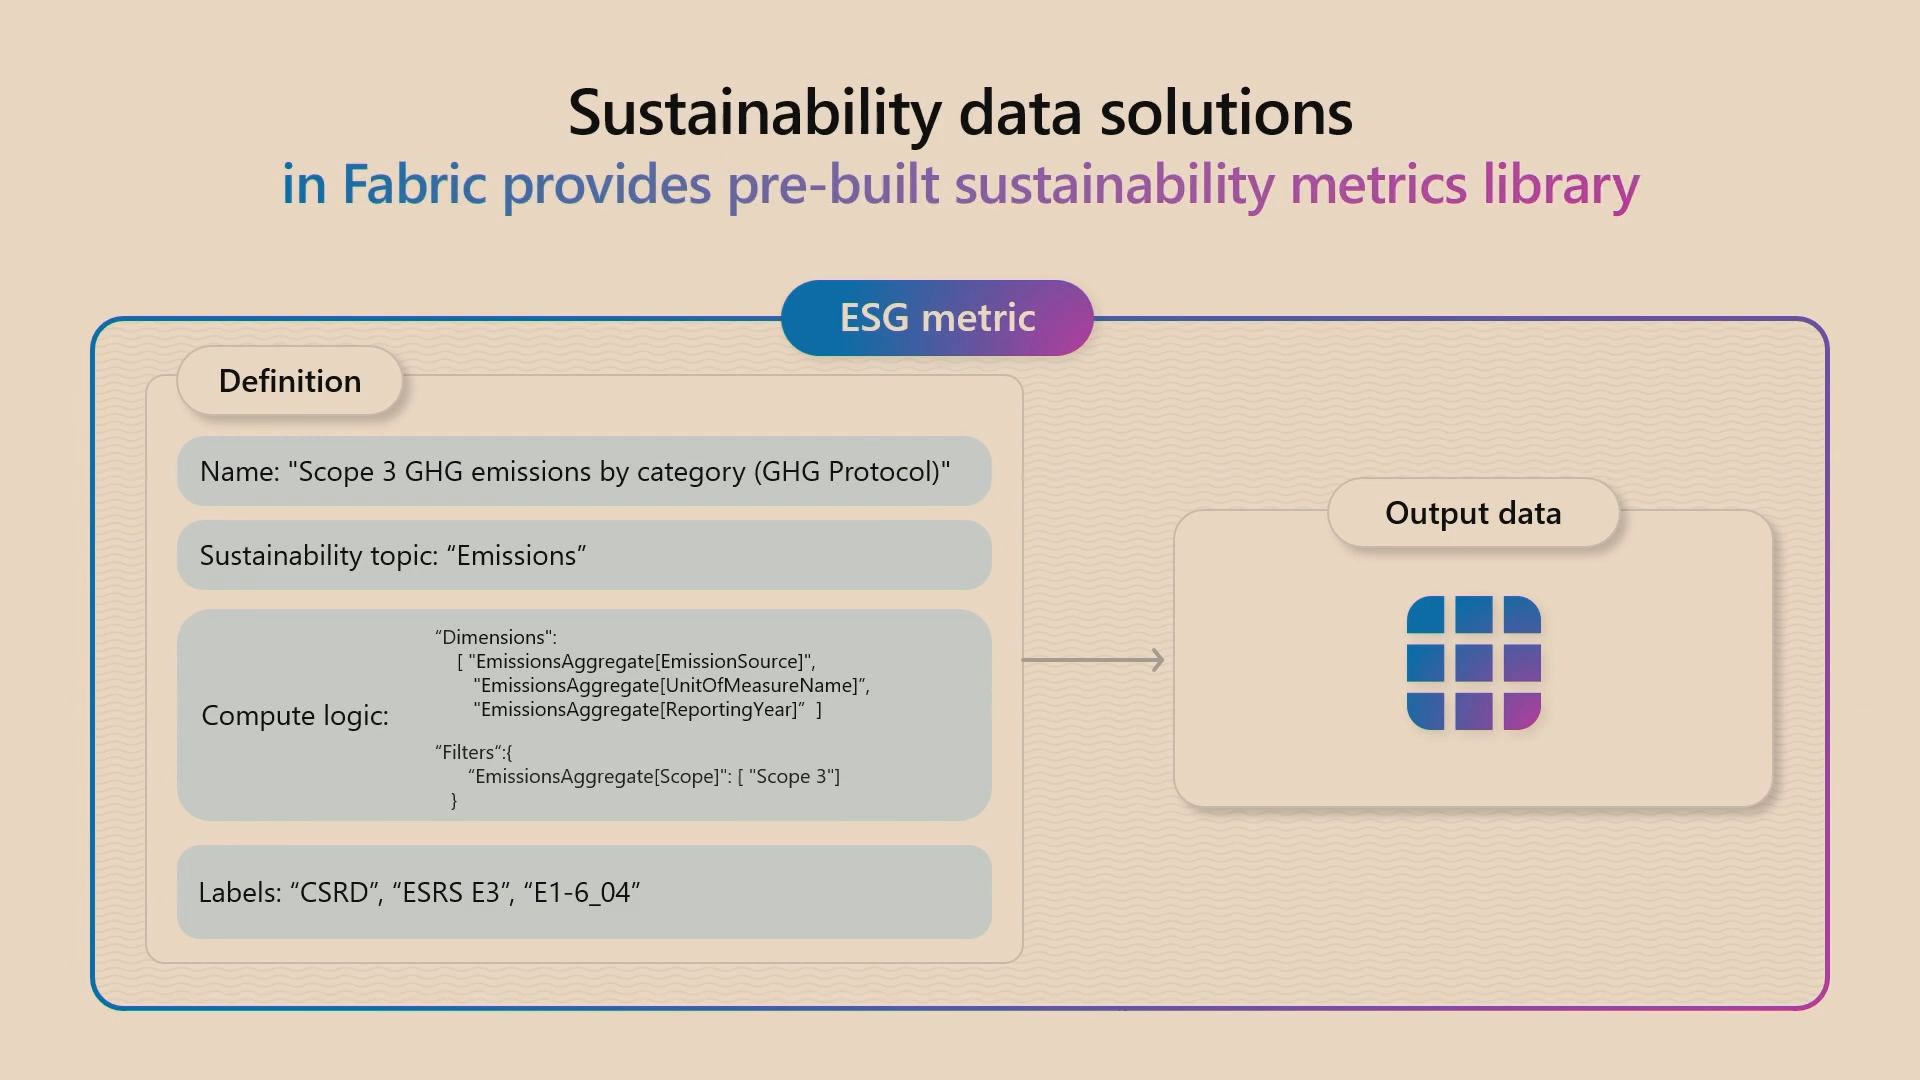 Sustainability data solutions
in Fabric provides pre-built sustainability metrics library
ESG metric
Definition
Name: "Scope 3 GHG emissions by category (GHG Protocol)"
Sustainability topic: “Emissions”
Compute logic:
“Dimensions":
[ "EmissionsAggregate[EmissionSource]",
"EmissionsAggregate[UnitOfMeasureName]”,
"EmissionsAggregate[ReportingYear]” ]
“Filters“:{
“EmissionsAggregate[Scope]": [ "Scope 3"]
}
Labels: “CSRD”, “ESRS E3”, “E1-6_04”
Output data